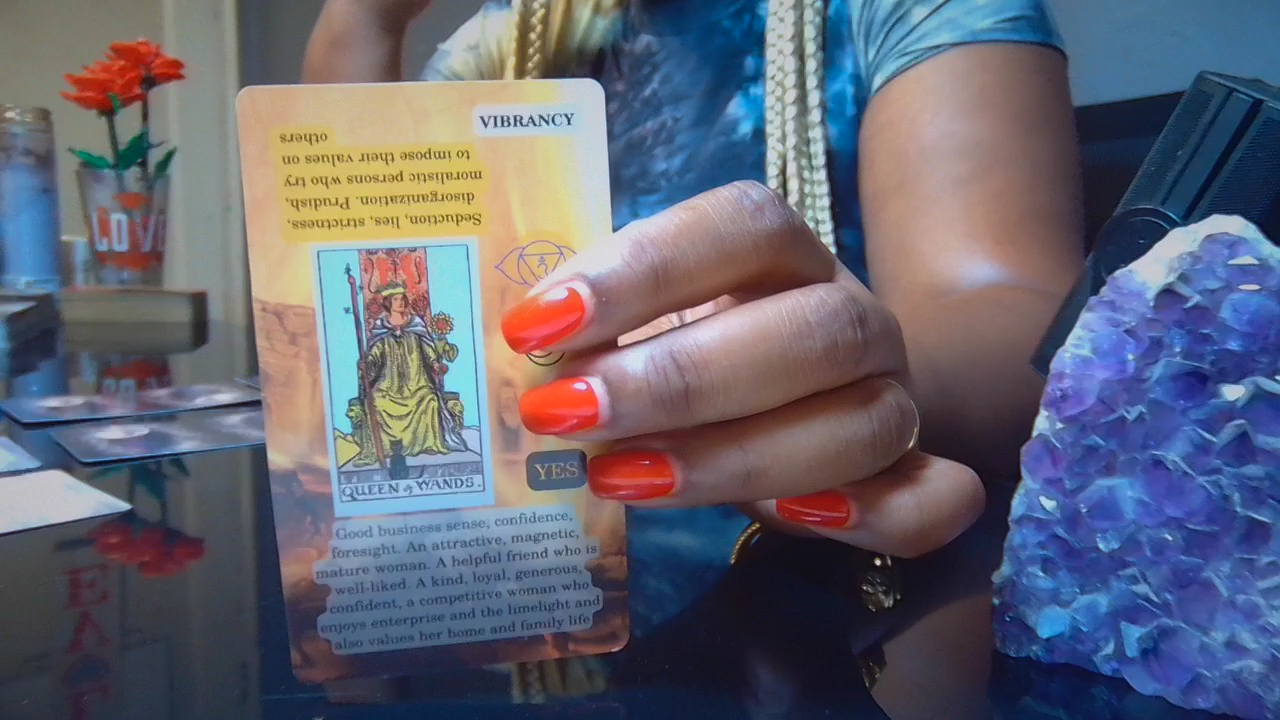 VIBRANCY
Seduction, lies, strictness,
disorganization. Prudish,
moralistic persons who try
to impose their values on
others
QUEEN of WANDS.
YES
Good business sense, confidence,
foresight. An attractive, magnetic,
mature woman. A helpful friend who is
well-liked. A kind, loyal, generous,
confident, a competitive woman who
enjoys enterprise and the limelight and
also values her home and family life
LOVE